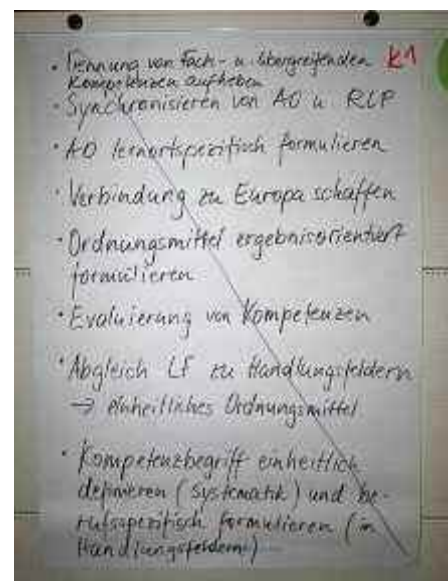 · Trennung von Fach- u. übergreifenden K1
Kompetenzen aufheben
· Synchronisieren von AO u RLP
· AO lernortspezifisch formulieren
· Verbindung zu Europa schaffen
· Ordnungsmittel ergebnisorientiert
formulieren
· Evaluierung von Kompetenzen
· Abgleich LF zu Handlungsfeldern
→ einheitliches Ordnungsmittel
· Kompetenzbegriff einheitlich
definieren (Systematik) und be-
rufsspezifisch formulieren (in
Handlungsfeldern)